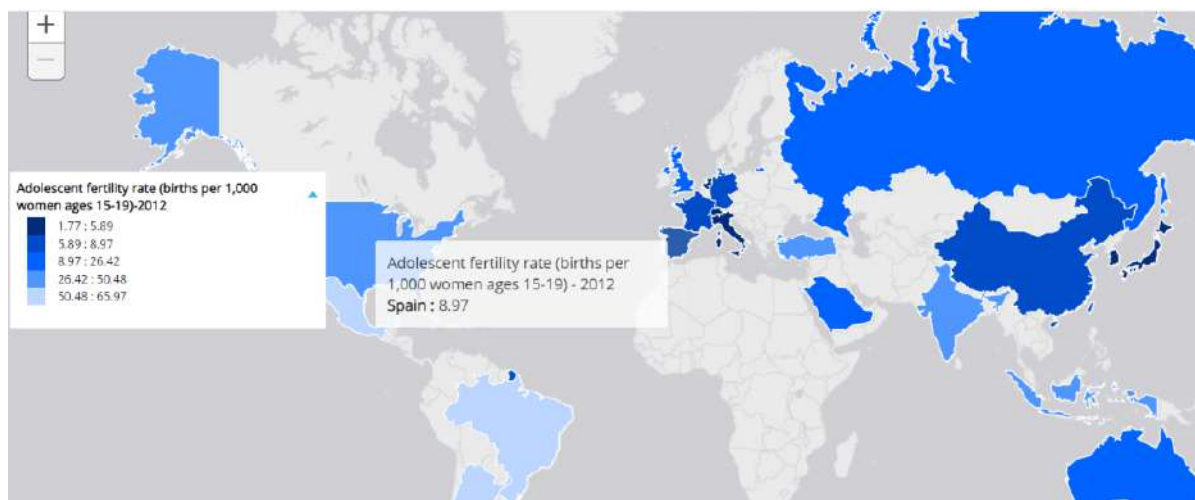 +
−
Adolescent fertility rate (births per 1,000
women ages 15-19)-2012
1.77 : 5.89
5.89 : 8.97
8.97 : 26.42
26.42 : 50.48
50.48 : 65.97
Adolescent fertility rate (births per
1,000 women ages 15-19) - 2012
Spain : 8.97